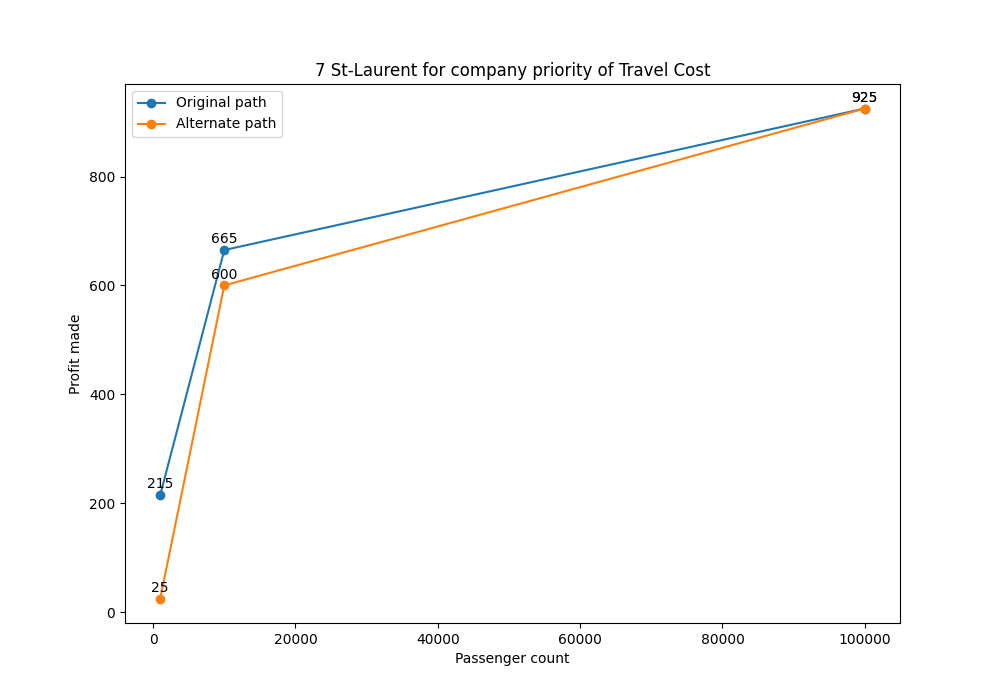 7 St-Laurent for company priority of Travel Cost
Original path
Alternate path
925
800
665
600
600
400
215
200
25
0
0 20000 40000 60000 80000 100000
Passenger count
Profit made